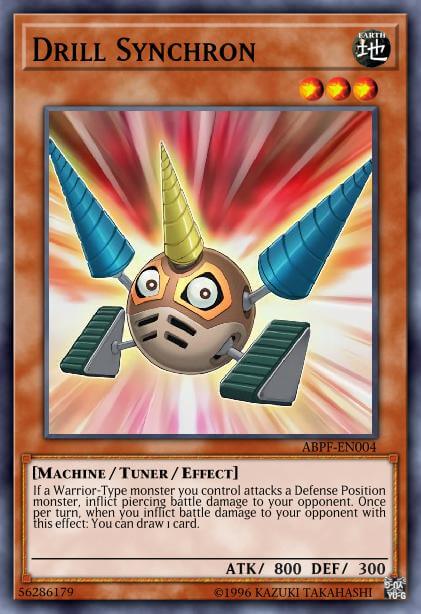 Drill Synchron
EARTH
地
ABPF-EN004
[Machine / Tuner / Effect]
If a Warrior-Type monster you control attacks a Defense Position
monster, inflict piercing battle damage to your opponent. Once
per turn, when you inflict battle damage to your opponent with
this effect: You can draw 1 card.
ATK/ 800 DEF/ 300
56286179
©1996 KAZUKI TAKAHASHI